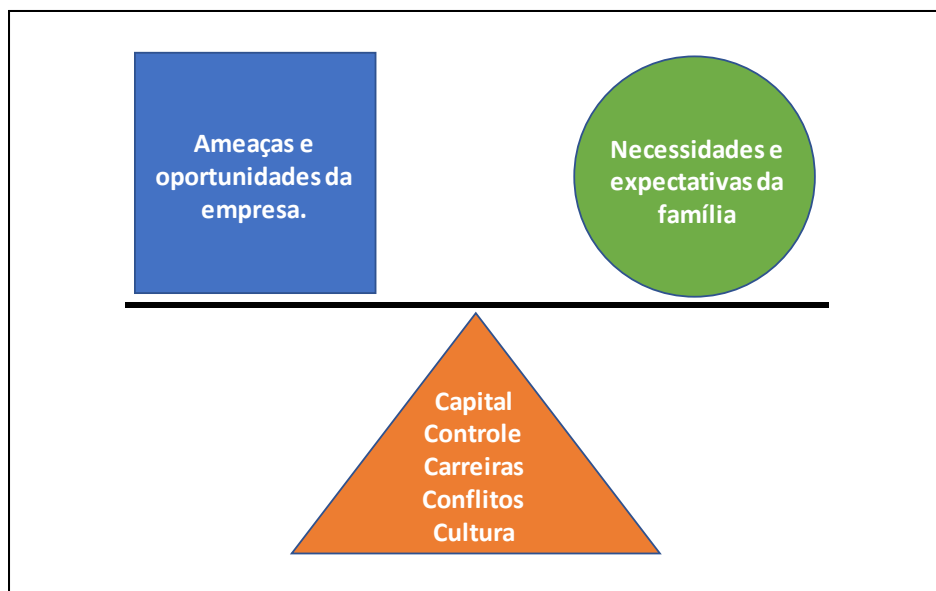 Ameaças e
oportunidades da
empresa.
Necessidades e
expectativas da
família
Capital
Controle
Carreiras
Conflitos
Cultura